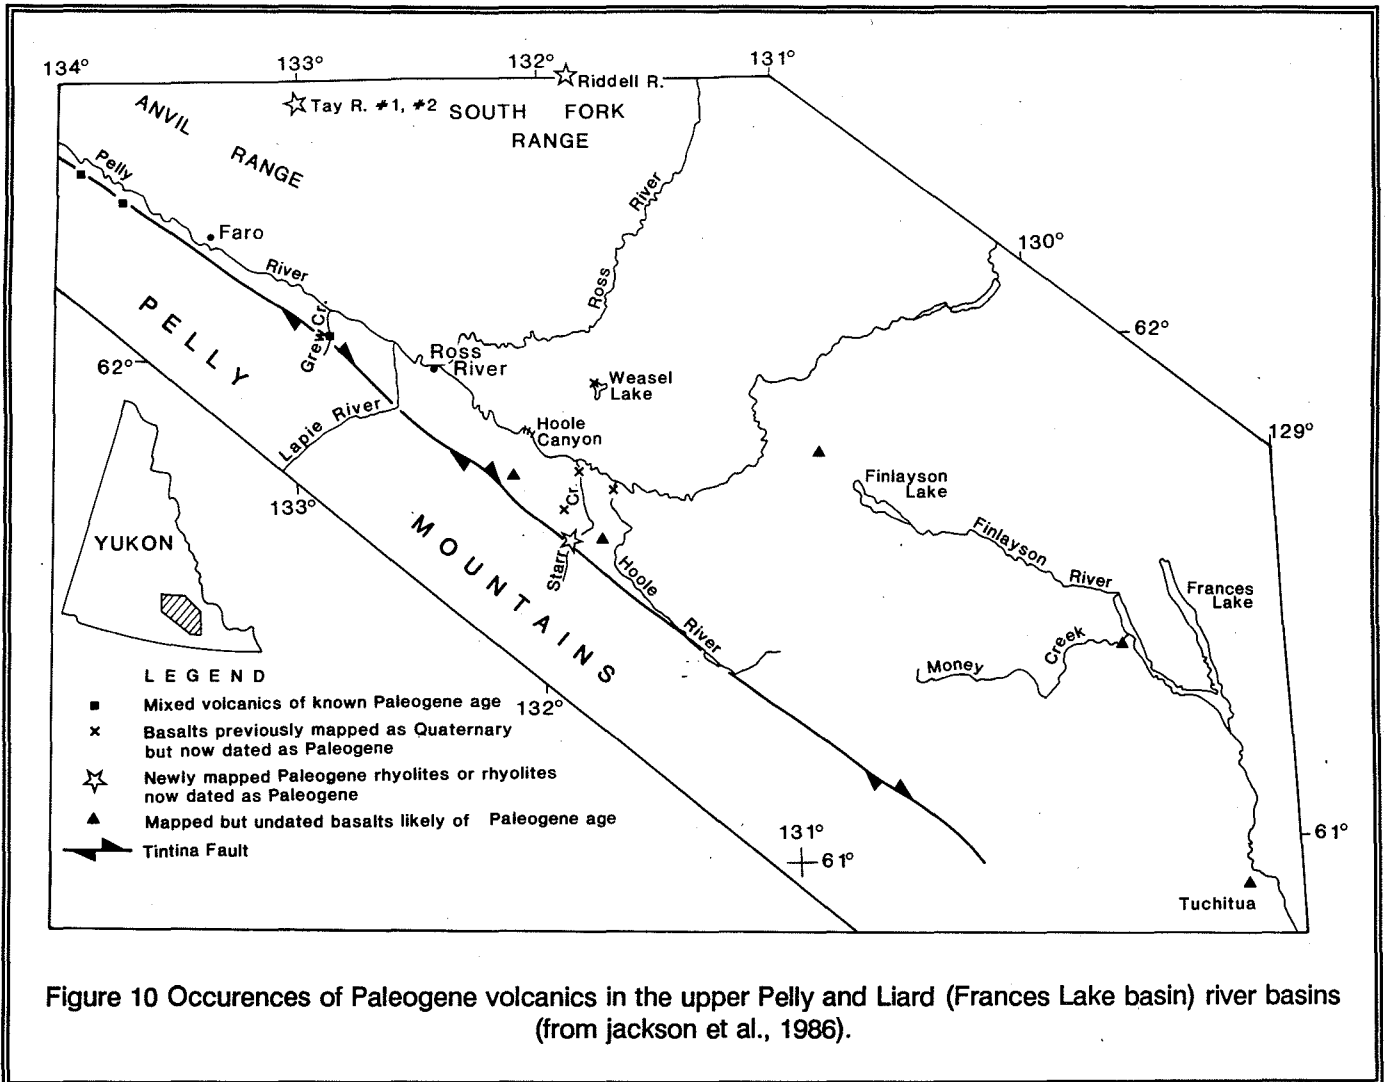 134°
133°
132°
131°
Riddell R.
Tay R. #1, #2
SOUTH FORK
RANGE
ANVIL
RANGE
Pelly
River
Faro
River
Ross
130°
62°
PELLY
Grew Cr.
Ross
River
Weasel
Lake
62°
Lapie River
Hoole
Canyon
129°
Finlayson
Lake
133°
Cr.
MOUNTAINS
Starr
Hoole
River
Finlayson
River
Frances
Lake
YUKON
Money
Creek
LEGEND
Mixed volcanics of known Paleogene age
132°
Basalts previously mapped as Quaternary
but now dated as Paleogene
Newly mapped Paleogene rhyolites or rhyolites
now dated as Paleogene
Mapped but undated basalts likely of Paleogene age
Tintina Fault
131°
61°
61°
Tuchitua
Figure 10 Occurences of Paleogene volcanics in the upper Pelly and Liard (Frances Lake basin) river basins
(from jackson et al., 1986).